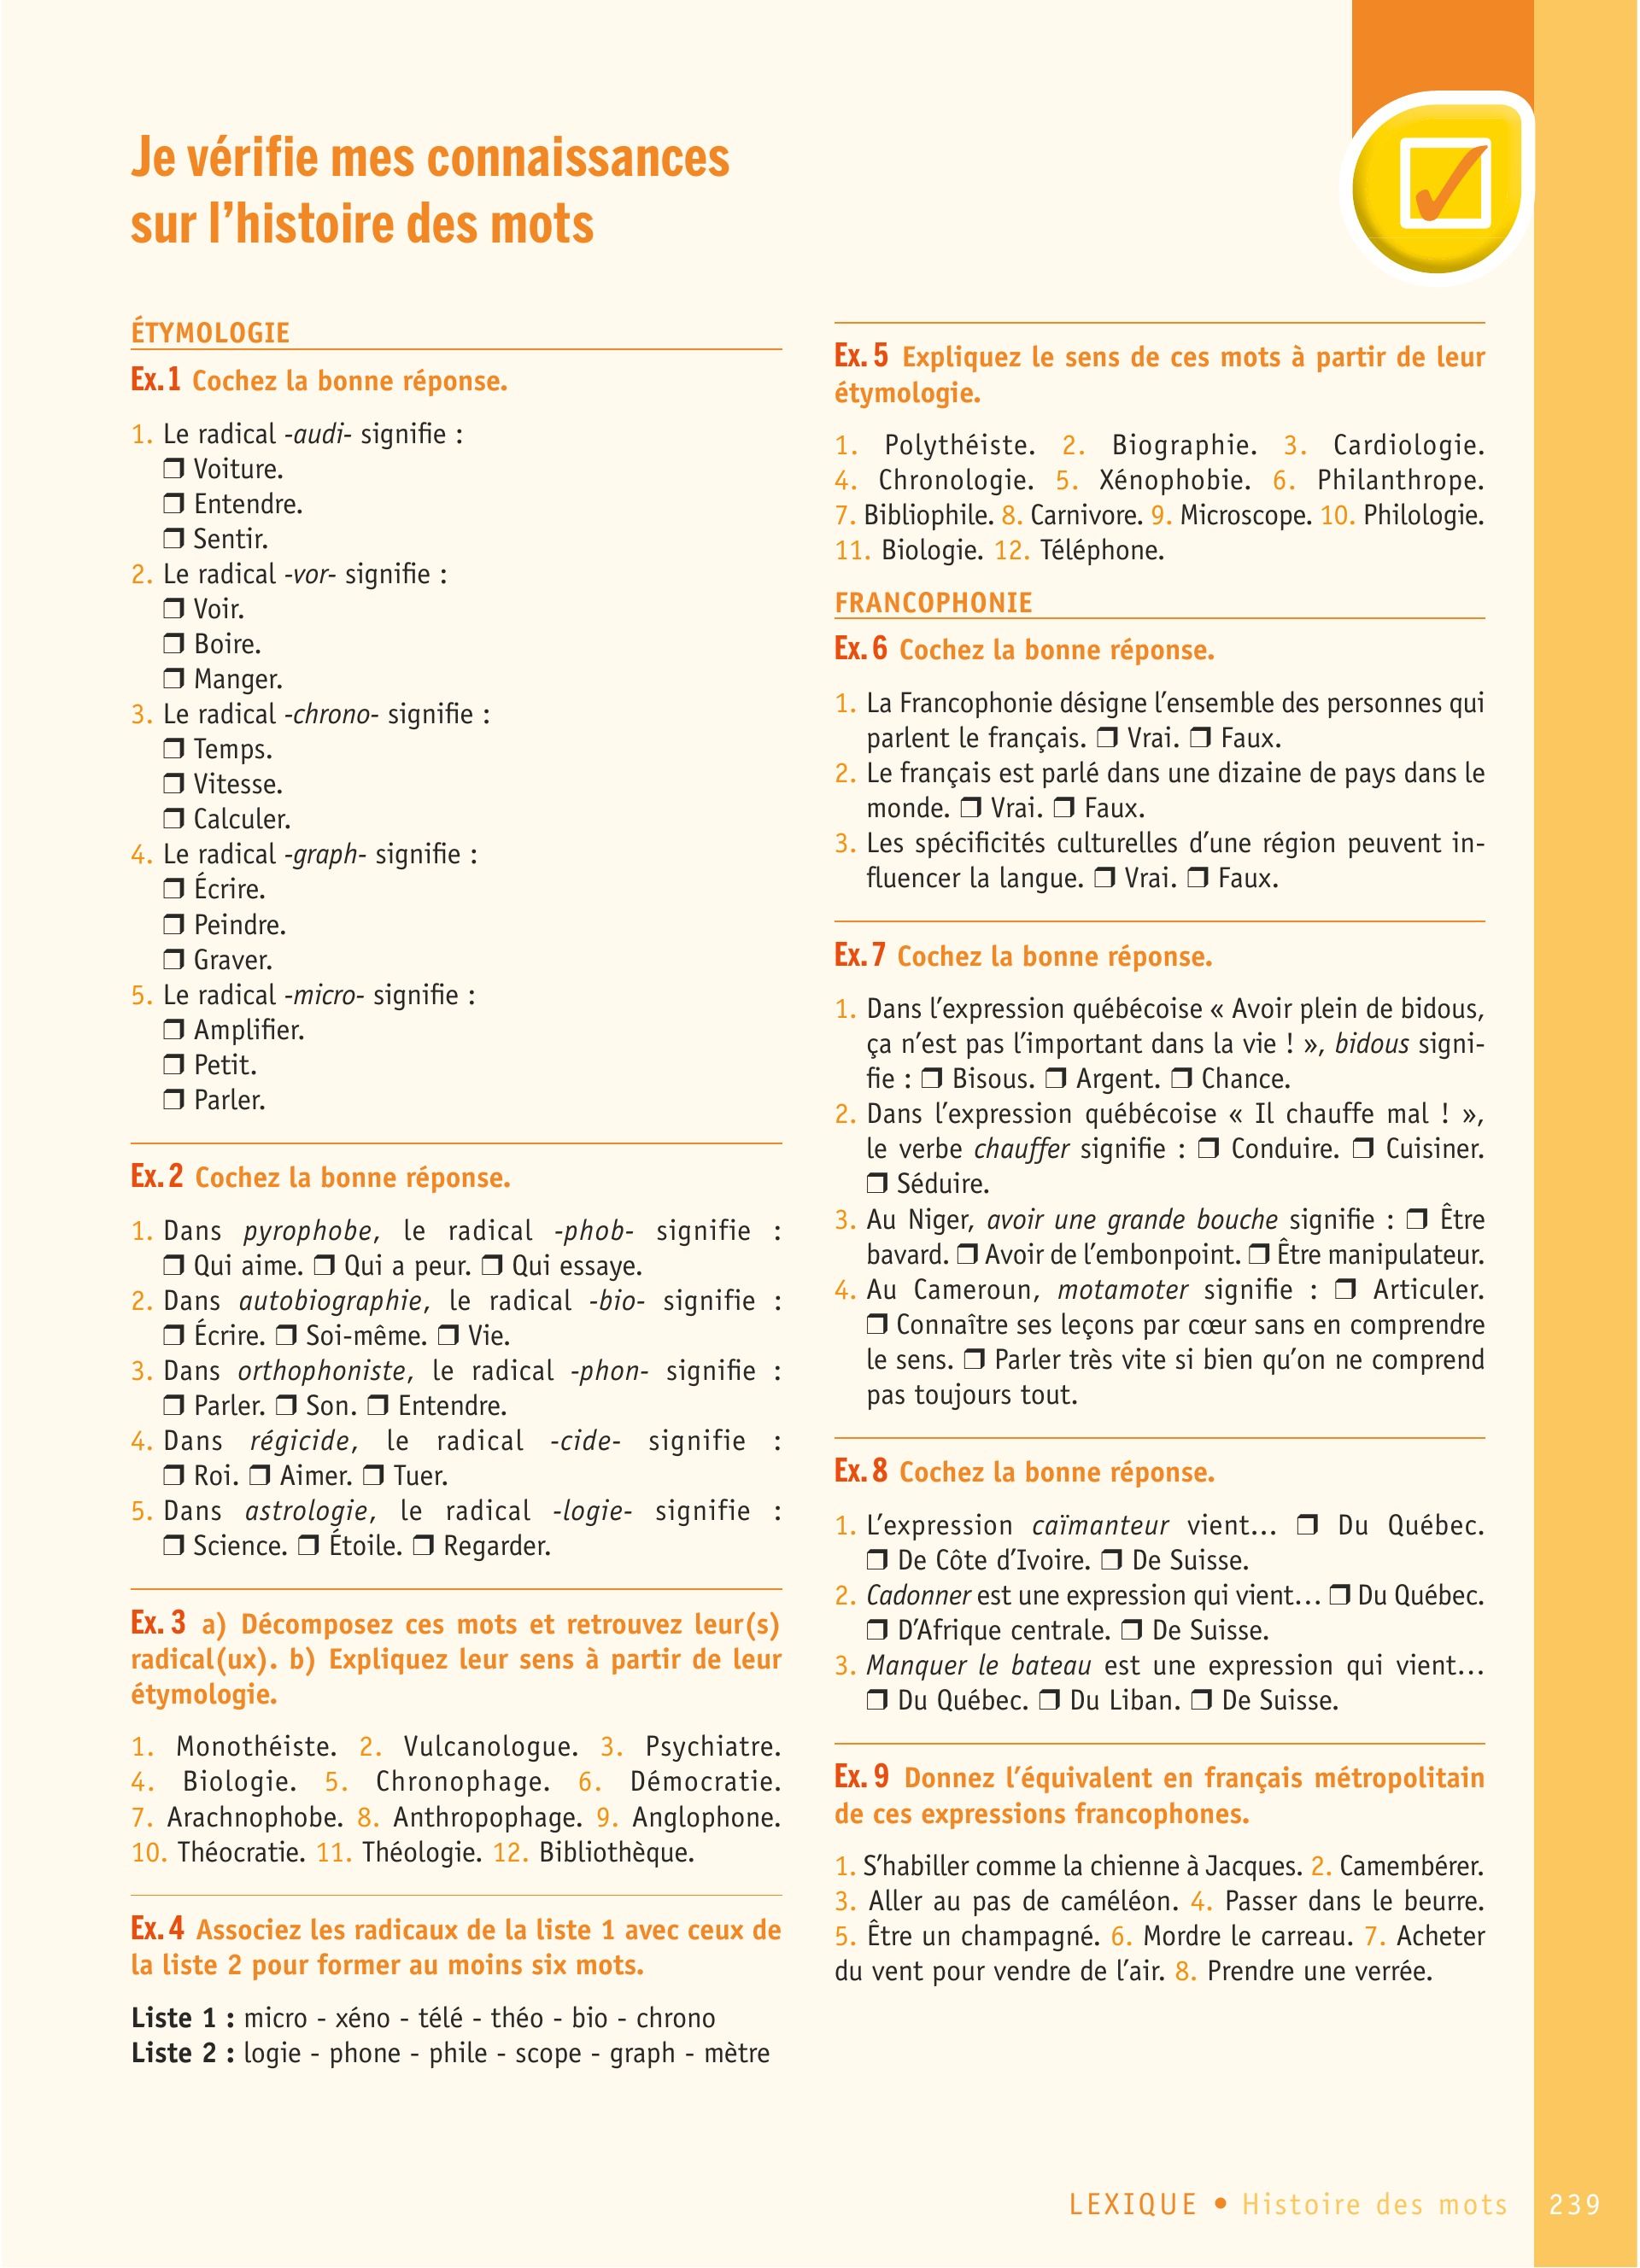 Je vérifie mes connaissances
sur l’histoire des mots
ÉTYMOLOGIE
Ex. 1 Cochez la bonne réponse.
1. Le radical -audi- signifie :
❒ Voiture.
❒ Entendre.
❒ Sentir.
2. Le radical -vor- signifie :
❒ Voir.
❒ Boire.
❒ Manger.
3. Le radical -chrono- signifie :
❒ Temps.
❒ Vitesse.
❒ Calculer.
4. Le radical -graph- signifie :
❒ Écrire.
❒ Peindre.
❒ Graver.
5. Le radical -micro- signifie :
❒ Amplifier.
❒ Petit.
❒ Parler.
Ex. 2 Cochez la bonne réponse.
1. Dans pyrophobe, le radical -phob- signifie :
❒ Qui aime. ❒ Qui a peur. ❒ Qui essaye.
2. Dans autobiographie, le radical -bio- signifie :
❒ Écrire. ❒ Soi-même. ❒ Vie.
3. Dans orthophoniste, le radical -phon- signifie :
❒ Parler. ❒ Son. ❒ Entendre.
4. Dans régicide, le radical -cide- signifie :
❒ Roi. ❒ Aimer. ❒ Tuer.
5. Dans astrologie, le radical -logie- signifie :
❒ Science. ❒ Étoile. ❒ Regarder.
Ex. 3 a) Décomposez ces mots et retrouvez leur(s)
radical(ux). b) Expliquez leur sens à partir de leur
étymologie.
1. Monothéiste. 2. Vulcanologue. 3. Psychiatre.
4. Biologie. 5. Chronophage. 6. Démocratie.
7. Arachnophobe. 8. Anthropophage. 9. Anglophone.
10. Théocratie. 11. Théologie. 12. Bibliothèque.
Ex. 4 Associez les radicaux de la liste 1 avec ceux de
la liste 2 pour former au moins six mots.
Liste 1 : micro - xéno - télé - théo - bio - chrono
Liste 2 : logie - phone - phile - scope - graph - mètre
Ex. 5 Expliquez le sens de ces mots à partir de leur
étymologie.
1. Polythéiste. 2. Biographie. 3. Cardiologie.
4. Chronologie. 5. Xénophobie. 6. Philanthrope.
7. Bibliophile. 8. Carnivore. 9. Microscope. 10. Philologie.
11. Biologie. 12. Téléphone.
FRANCOPHONIE
Ex. 6 Cochez la bonne réponse.
1. La Francophonie désigne l’ensemble des personnes qui
parlent le français. ❒ Vrai. ❒ Faux.
2. Le français est parlé dans une dizaine de pays dans le
monde. ❒ Vrai. ❒ Faux.
3. Les spécificités culturelles d’une région peuvent in-
fluencer la langue. ❒ Vrai. ❒ Faux.
Ex. 7 Cochez la bonne réponse.
1. Dans l’expression québécoise « Avoir plein de bidous,
ça n’est pas l’important dans la vie ! », bidous signi-
fie : ❒ Bisous. ❒ Argent. ❒ Chance.
2. Dans l’expression québécoise « Il chauffe mal ! »,
le verbe chauffer signifie : ❒ Conduire. ❒ Cuisiner.
❒ Séduire.
3. Au Niger, avoir une grande bouche signifie : ❒ Être
bavard. ❒ Avoir de l’embonpoint. ❒ Être manipulateur.
4. Au Cameroun, motamoter signifie : ❒ Articuler.
❒ Connaître ses leçons par cœur sans en comprendre
le sens. ❒ Parler très vite si bien qu’on ne comprend
pas toujours tout.
Ex. 8 Cochez la bonne réponse.
1. L’expression caïmanteur vient… ❒ Du Québec.
❒ De Côte d’Ivoire. ❒ De Suisse.
2. Cadonner est une expression qui vient… ❒ Du Québec.
❒ D’Afrique centrale. ❒ De Suisse.
3. Manquer le bateau est une expression qui vient…
❒ Du Québec. ❒ Du Liban. ❒ De Suisse.
Ex. 9 Donnez l’équivalent en français métropolitain
de ces expressions francophones.
1. S’habiller comme la chienne à Jacques. 2. Camembérer.
3. Aller au pas de caméléon. 4. Passer dans le beurre.
5. Être un champagné. 6. Mordre le carreau. 7. Acheter
du vent pour vendre de l’air. 8. Prendre une verrée.
LEXIQUE • Histoire des mots 239